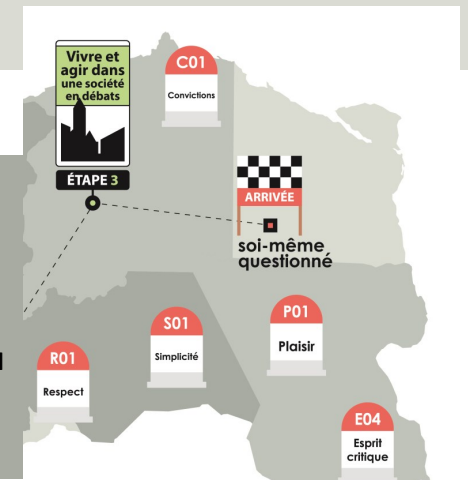 Vivre et
agir dans
une société
en débats
ÉTAPE 3
C01
Convictions
ARRIVÉE
soi-même
questionné
S01
Simplicité
P01
Plaisir
R01
Respect
E04
Esprit
critique